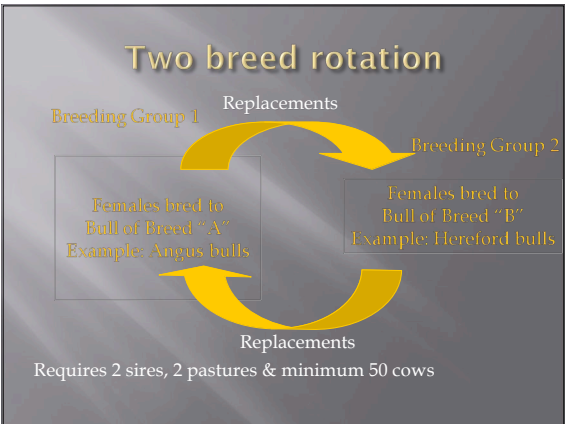 Two breed rotation
Replacements
Breeding Group 1
Breeding Group 2
Females bred to
Bull of Breed “A”
Example: Angus bulls
Females bred to
Bull of Breed “B”
Example: Hereford bulls
Replacements
Requires 2 sires, 2 pastures & minimum 50 cows